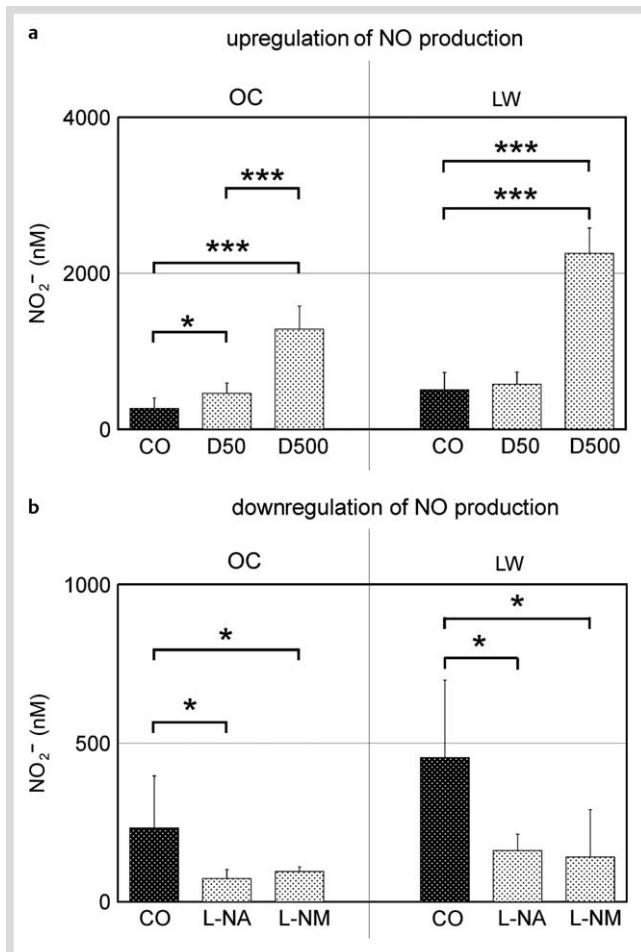 a
upregulation of NO production
OC LW
4000
2000
0
NO₂⁻ (nM)
*
***
***
***
***
CO D50 D500 CO D50 D500
b
downregulation of NO production
OC LW
1000
500
0
NO₂⁻ (nM)
*
*
*
*
CO L-NA L-NM CO L-NA L-NM